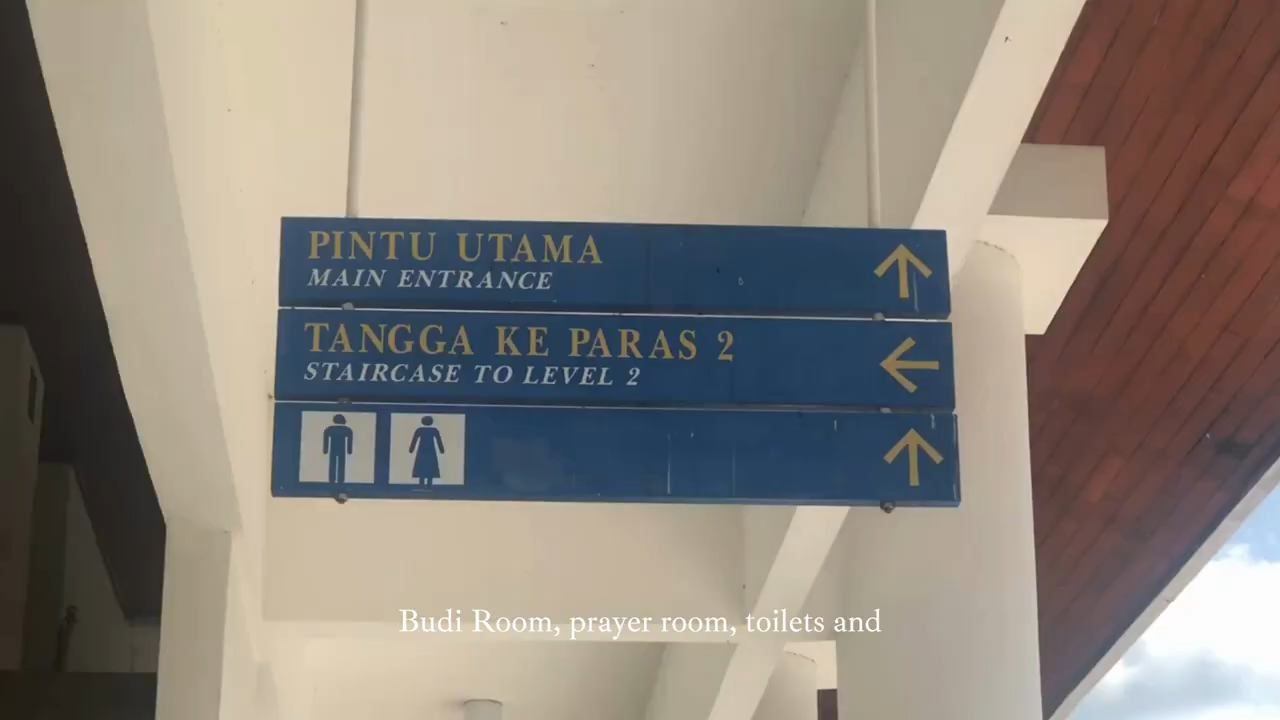 PINTU UTAMA
MAIN ENTRANCE
TANGGA KE PARAS 2
STAIRCASE TO LEVEL 2
Budi Room, prayer room, toilets and